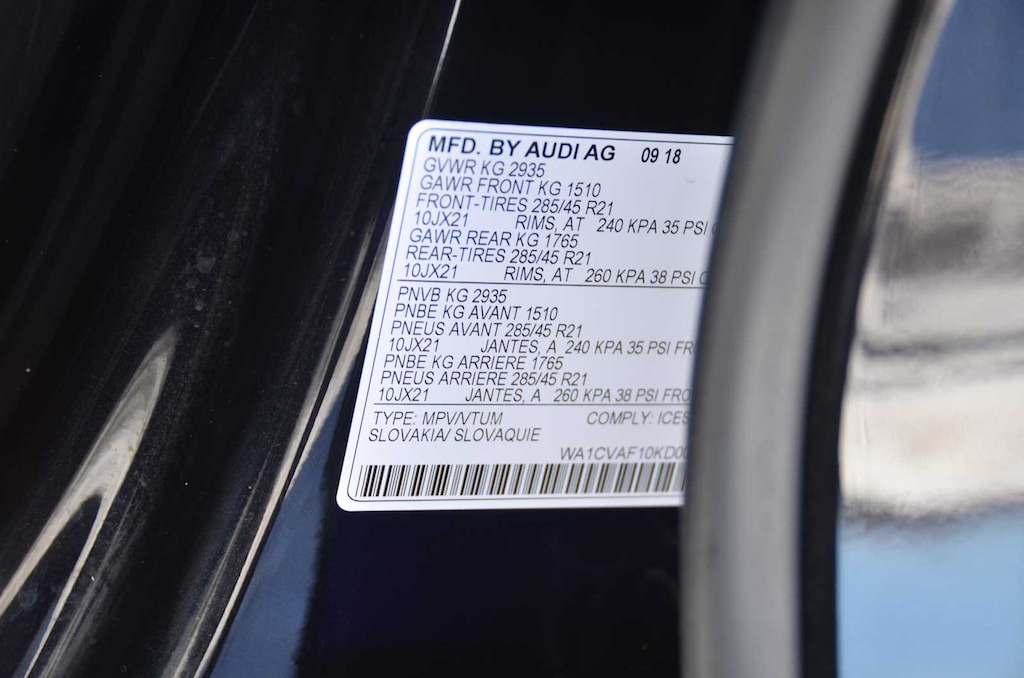 MFD. BY AUDI AG 09 18
GVWR KG 2935
GAWR FRONT KG 1510
FRONT-TIRES 285/45 R21
10JX21 RIMS, AT 240 KPA 35 PSI
GAWR REAR KG 1765
REAR-TIRES 285/45 R21
10JX21 RIMS, AT 260 KPA 38 PSI
PNVB KG 2935
PNBE KG AVANT 1510
PNEUS AVANT 285/45 R21
10JX21 JANTES, A 240 KPA 35 PSI FR
PNBE KG ARRIERE 1765
PNEUS ARRIERE 285/45 R21
10JX21 JANTES, A 260 KPA 38 PSI FRO
TYPE: MPV/VTUM COMPLY: ICES
SLOVAKIA/ SLOVAQUIE
WA1CVAF10KD00